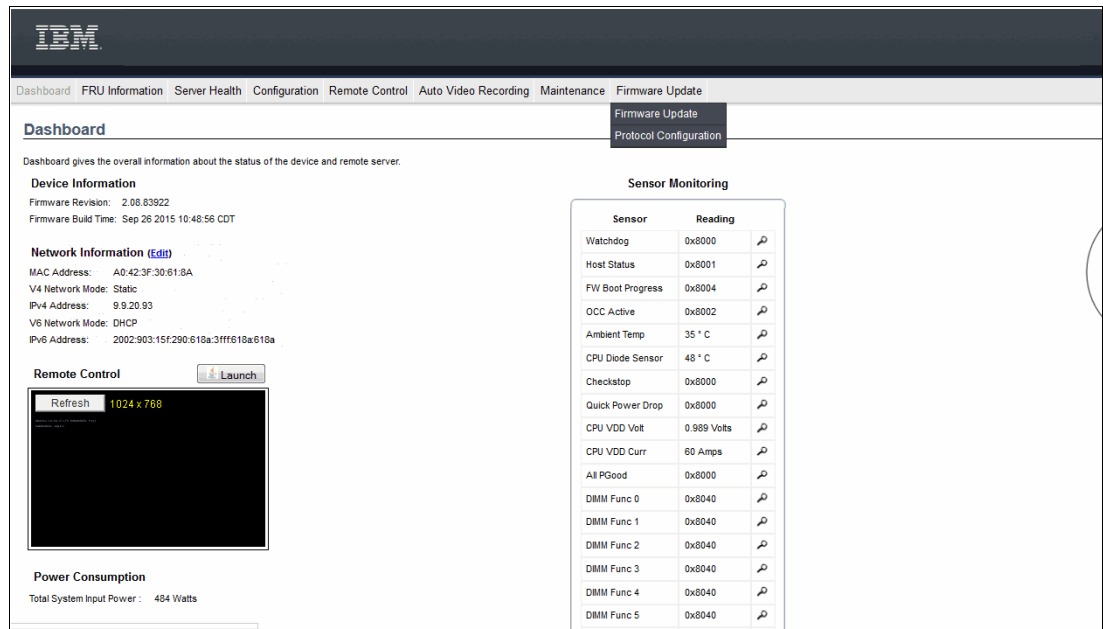 IBM.
Dashboard FRU Information Server Health Configuration Remote Control Auto Video Recording Maintenance Firmware Update
Firmware Update
Protocol Configuration
Dashboard
Dashboard gives the overall information about the status of the device and remote server.
Device Information
Firmware Revision: 2.08.83922
Firmware Build Time: Sep 26 2015 10:48:56 CDT
Network Information (Edit)
MAC Address: A0:42:3F:30:61:8A
V4 Network Mode: Static
IPv4 Address: 9.9.20.93
V6 Network Mode: DHCP
IPv6 Address: 2002:903:15f:290:618a:3fff:618a:618a
Remote Control Launch
Refresh 1024 x 768
Power Consumption
Total System Input Power : 484 Watts
Sensor Monitoring
Sensor Reading
Watchdog 0x8000
Host Status 0x8001
FW Boot Progress 0x8004
OCC Active 0x8002
Ambient Temp 35 ° C
CPU Diode Sensor 48 ° C
Checkstop 0x8000
Quick Power Drop 0x8000
CPU VDD Volt 0.989 Volts
CPU VDD Curr 60 Amps
All PGood 0x8000
DIMM Func 0 0x8040
DIMM Func 1 0x8040
DIMM Func 2 0x8040
DIMM Func 3 0x8040
DIMM Func 4 0x8040
DIMM Func 5 0x8040